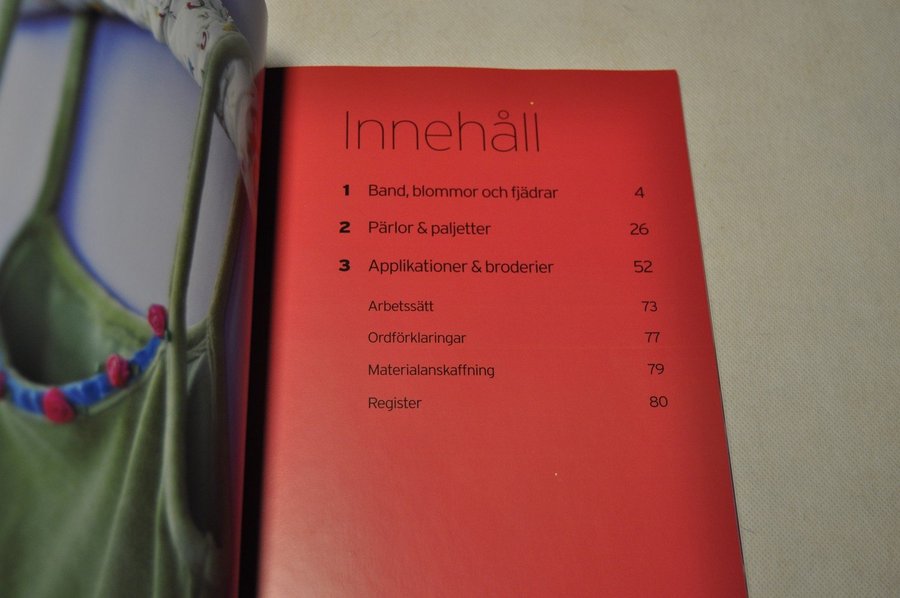 Innehåll
1 Band, blommor och fjädrar 4
2 Pärlor & paljetter 26
3 Applikationer & broderier 52
Arbetssätt 73
Ordförklaringar 77
Materialanskaffning 79
Register 80